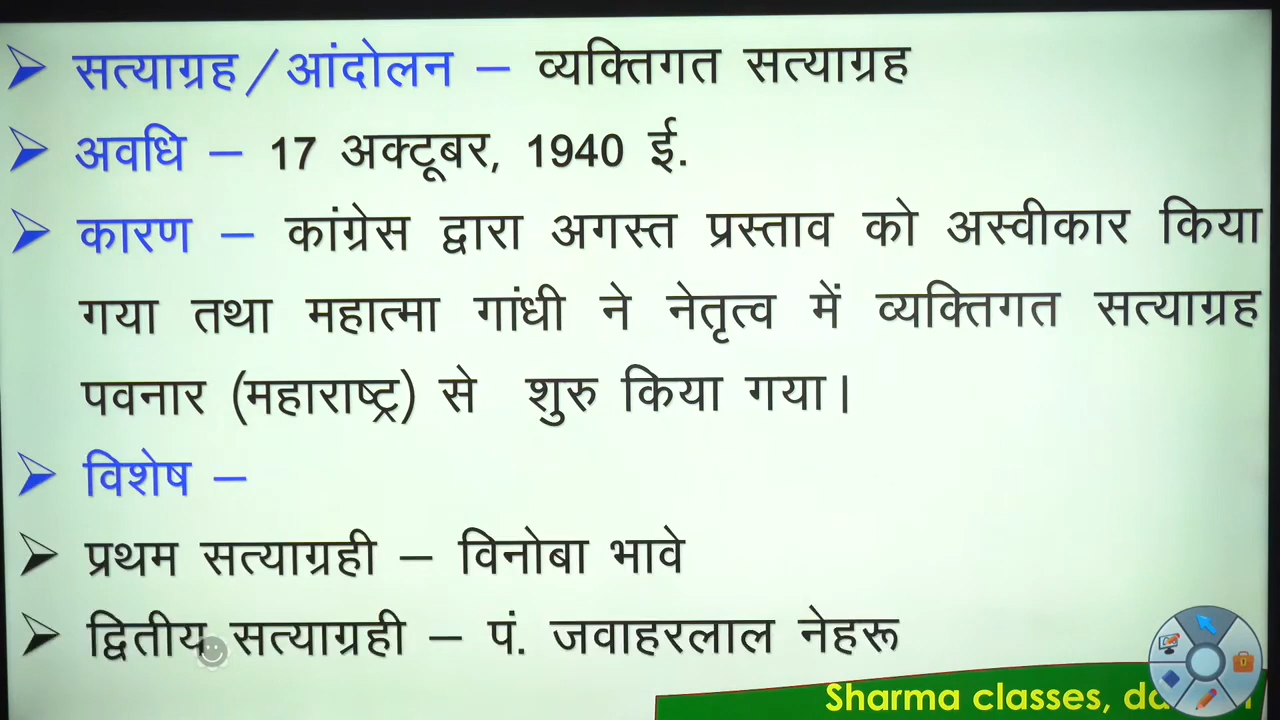 ➢ सत्याग्रह/आंदोलन – व्यक्तिगत सत्याग्रह
➢ अवधि – 17 अक्टूबर, 1940 ई.
➢ कारण – कांग्रेस द्वारा अगस्त प्रस्ताव को अस्वीकार किया
गया तथा महात्मा गांधी ने नेतृत्व में व्यक्तिगत सत्याग्रह
पवनार (महाराष्ट्र) से शुरु किया गया।
➢ विशेष –
➢ प्रथम सत्याग्रही – विनोबा भावे
➢ द्वितीय सत्याग्रही – पं. जवाहरलाल नेहरू
Sharma classes,